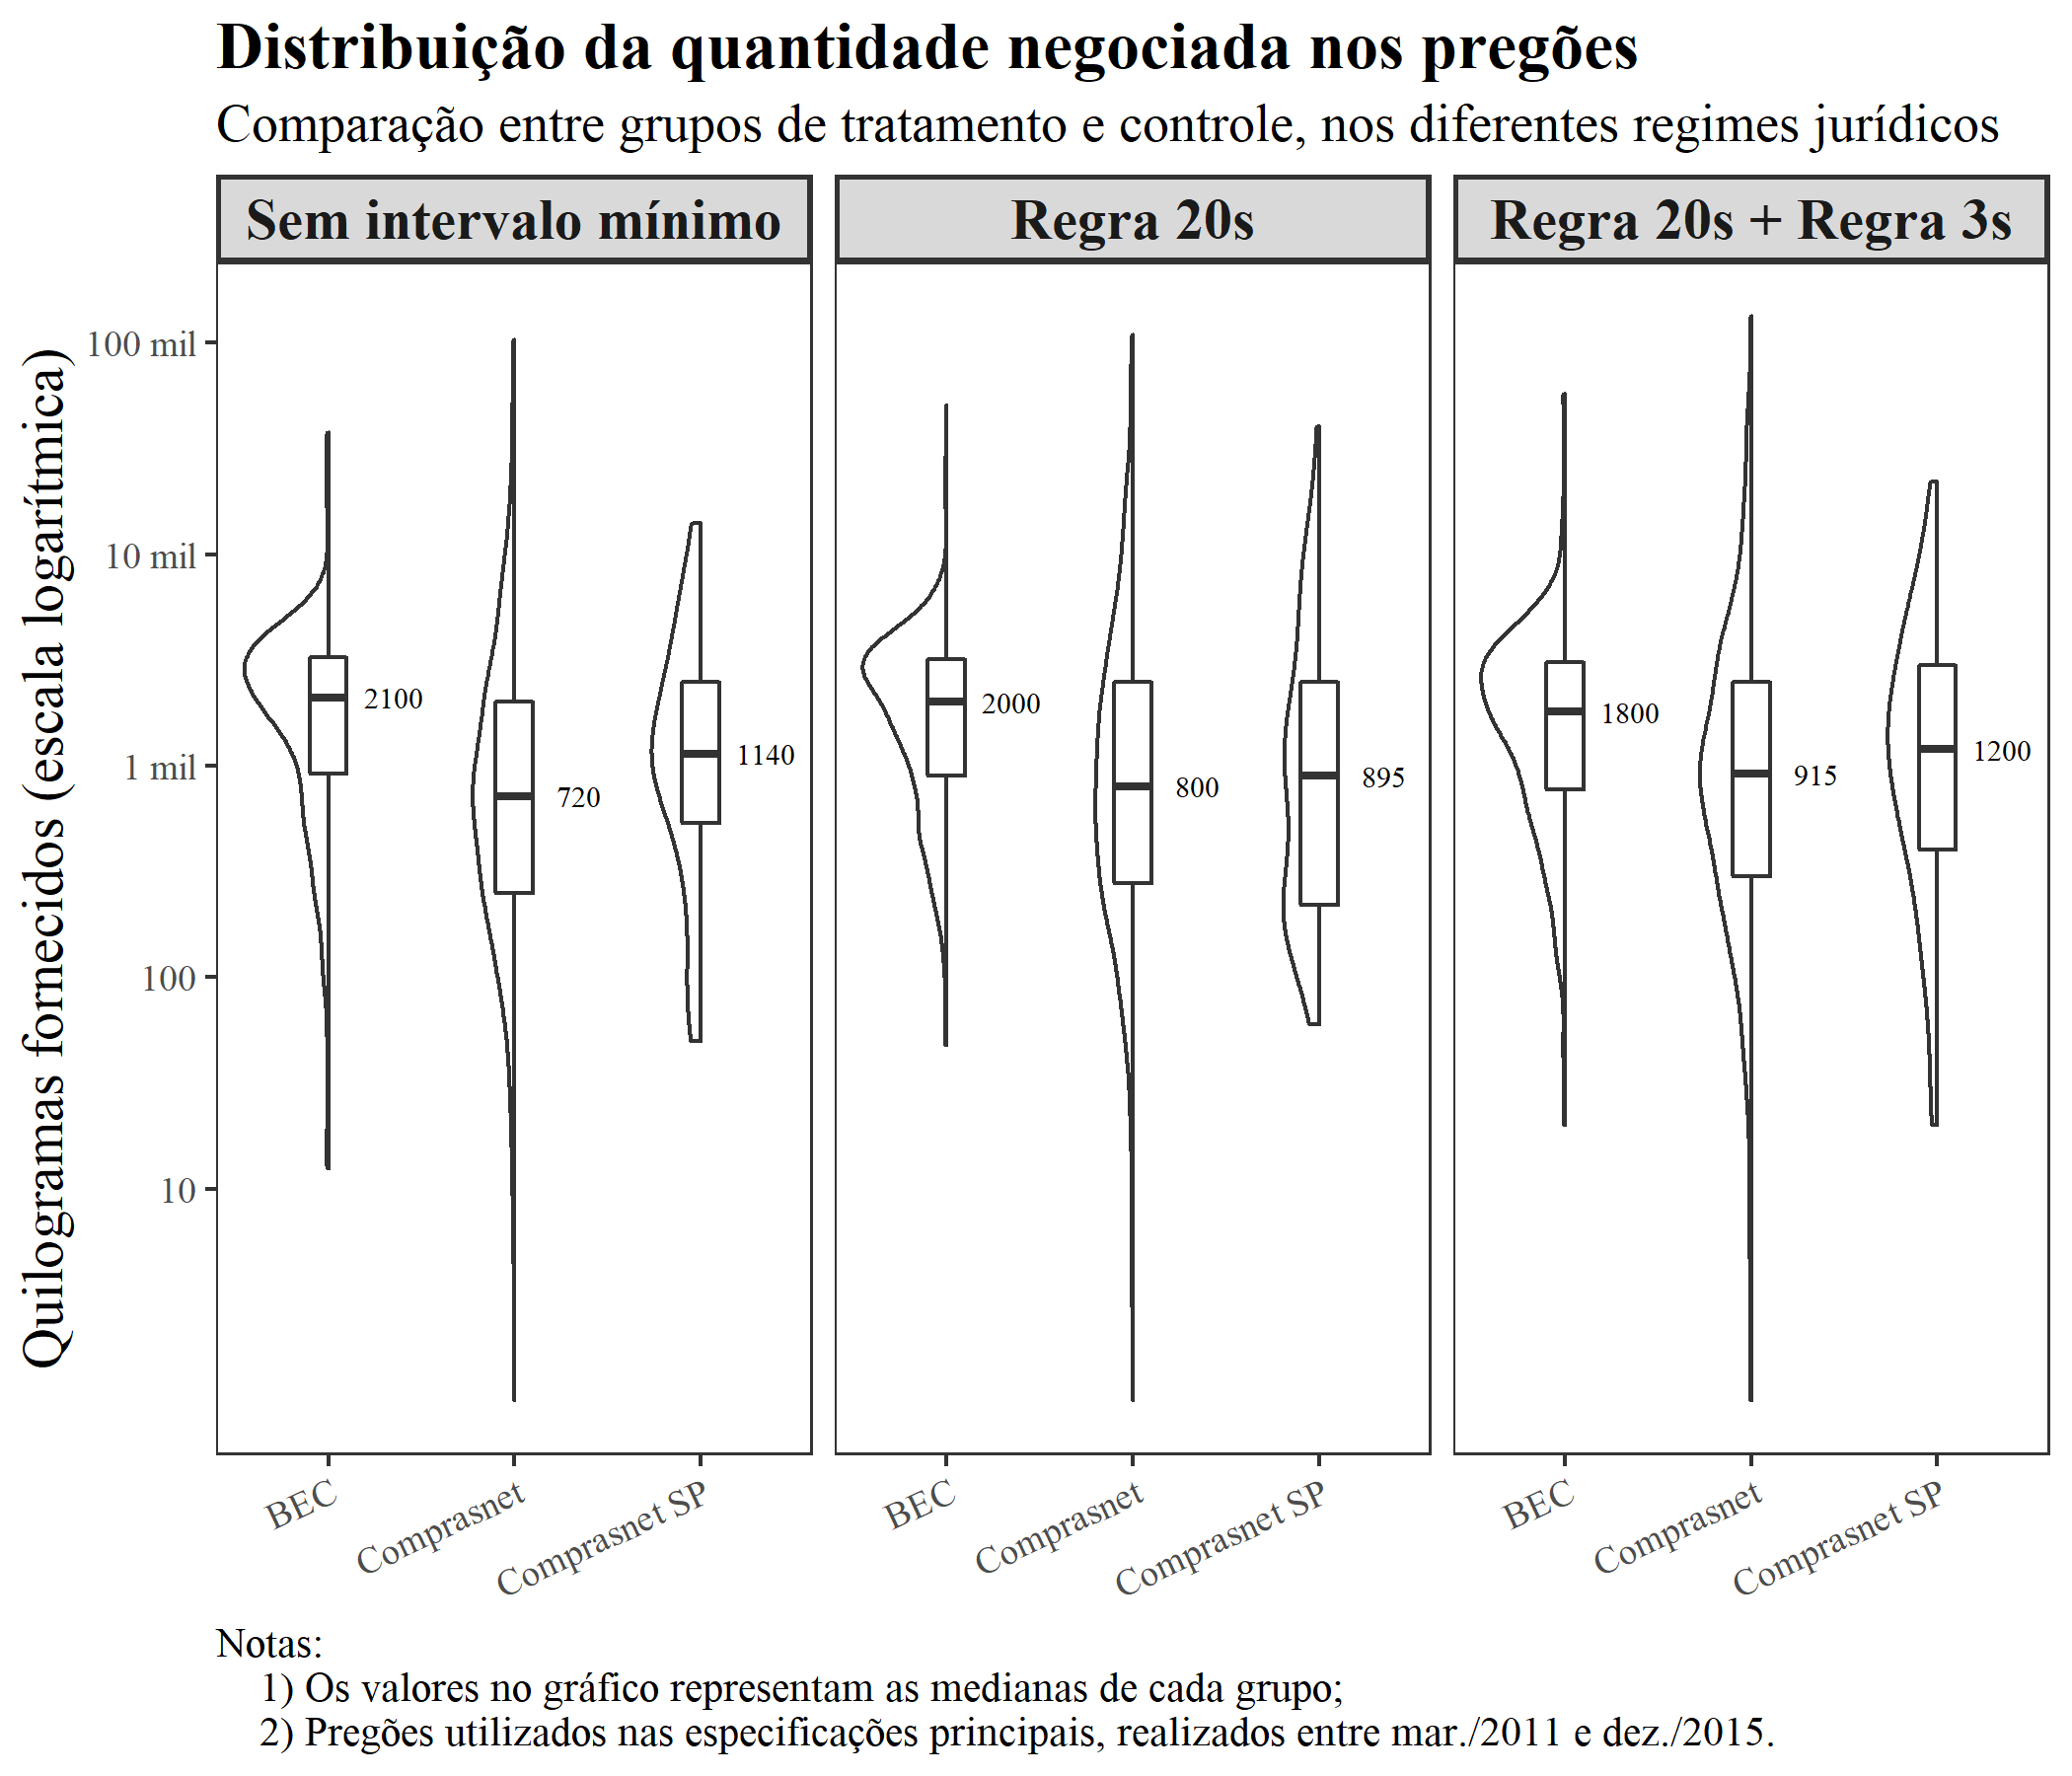 Distribuição da quantidade negociada nos pregões
Comparação entre grupos de tratamento e controle, nos diferentes regimes jurídicos
Sem intervalo mínimo
Regra 20s
Regra 20s + Regra 3s
Quilogramas fornecidos (escala logarítmica)
100 mil
10 mil
1 mil
100
10
2100
720
1140
2000
800
895
1800
915
1200
BEC
Comprasnet
Comprasnet SP
BEC
Comprasnet
Comprasnet SP
BEC
Comprasnet
Comprasnet SP
Notas:
1) Os valores no gráfico representam as medianas de cada grupo;
2) Pregões utilizados nas especificações principais, realizados entre mar./2011 e dez./2015.